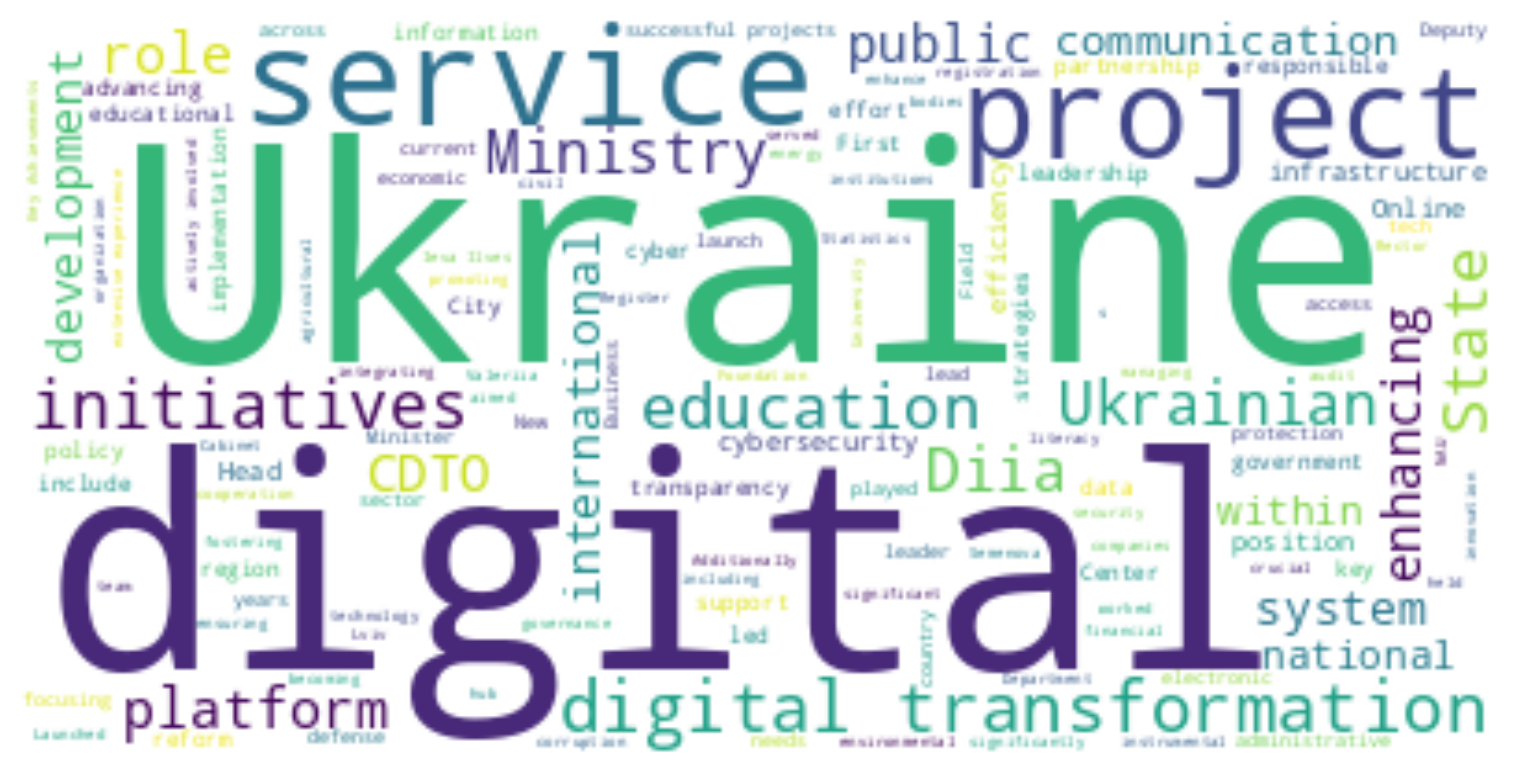 across
information
successful projects
Deputy
role
service
public
communication
enhance
registration
partnership
responsible
advancing
educational
effort
bodies
project
development
Key Achievements
current
Ministry
served
energy
First
economic
civil
institutions
leadership
infrastructure
Ukraine
organization
extensive experience
actively involved
implementation
agricultural
international
cyber
launch
Statistics
Online
tech
Rector
promoting
City
Register
University
Field
efficiency
strategies
s
access
State
integrating
Valeriia
Foundation
lead
managing
audit
initiatives
aimed
New
Business
education
Ukrainian
enhancing
policy
Cabinet
Minister
cybersecurity
literacy
protection
include
Head
CDTO
transparency
played
Diia
data
government
cooperation
sector
security
within
innovation
digital
fostering
region
Additionally
leader
Semenova
companies
position
team
including
Center
crucial
key
held
years
support
significant
ensuring
technology
Lviv
governance
led
country
worked
financial
system
national
becoming
Department
electronic
focusing
platform
hub
digital transformation
Launched
reform
defense
corruption
needs
environmental
significantly
instrumental
administrative